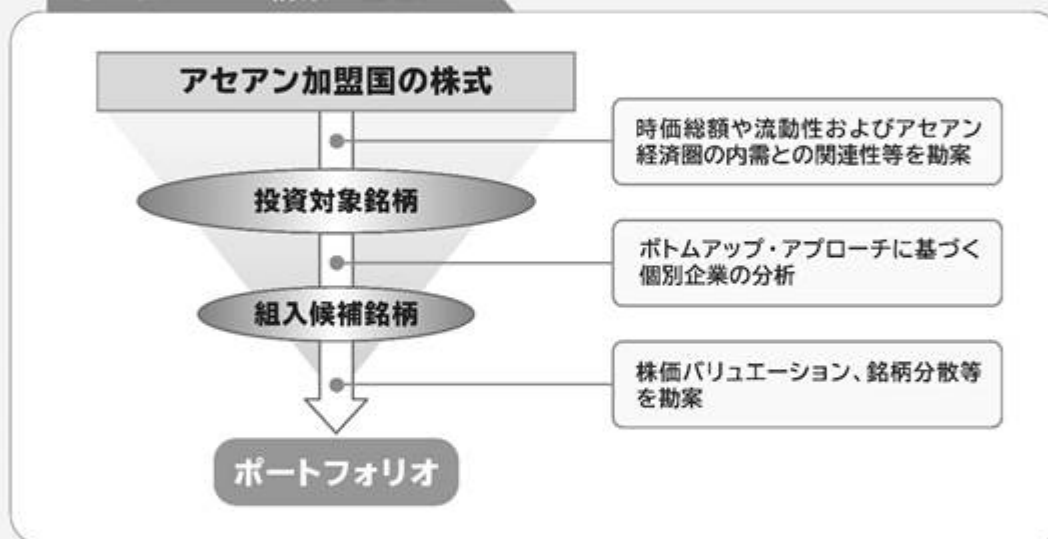 アセアン加盟国の株式
時価総額や流動性およびアセアン
経済圏の内需との関連性等を勘案
投資対象銘柄
ボトムアップ・アプローチに基づく
個別企業の分析
組入候補銘柄
株価バリュエーション、銘柄分散等
を勘案
ポートフォリオ